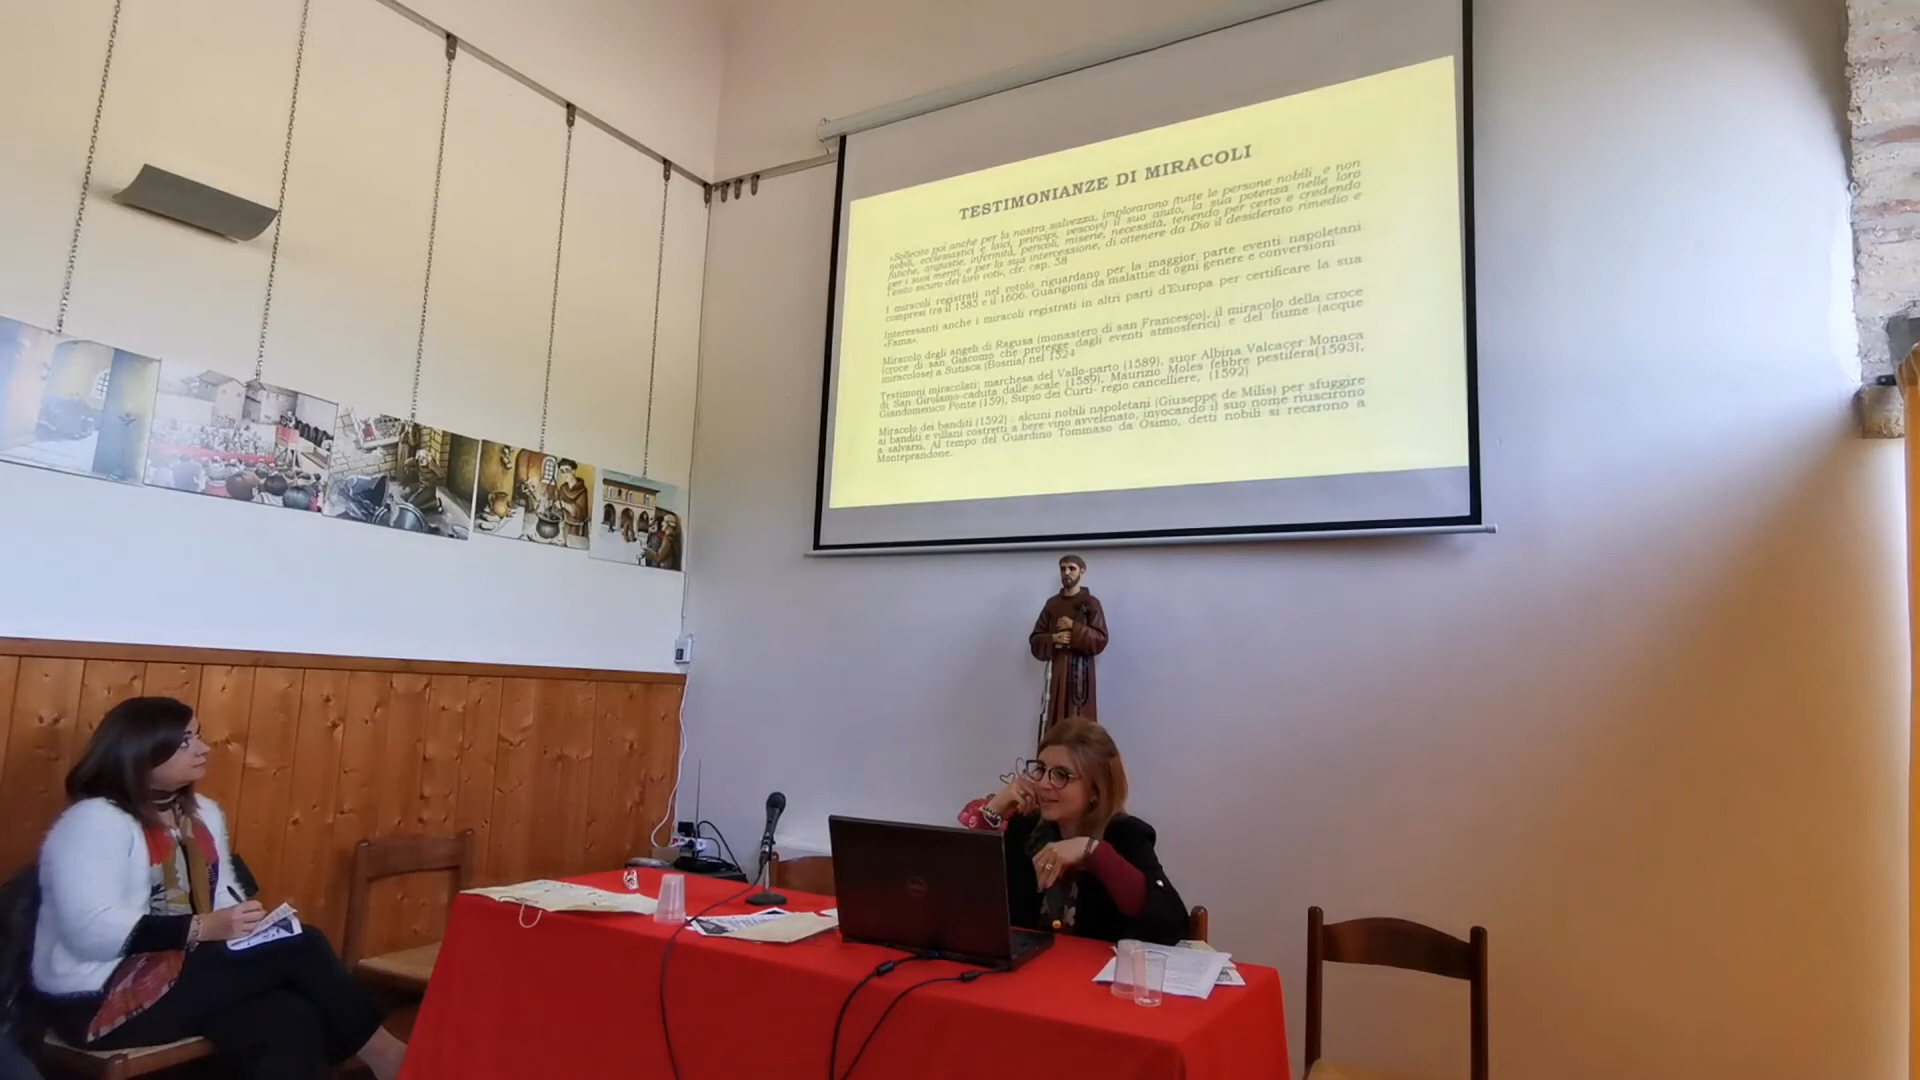 TESTIMONIANZE DI MIRACOLI
«Sollecito poi anche per la nostra salvezza, implorarono (tutte le persone nobili e non
nobili, ecclesiastici e laici, principi, vescovi) il suo aiuto, la sua potenza nelle loro
fatiche, angustie, infermità, pericoli, miserie, necessità, tenendo per certo e credendo
per i suoi meriti, e per la sua intercessione, di ottenere da Dio il desiderato rimedio e
l'esito sicuro dei loro voti», cfr. cap. 58
I miracoli registrati nel rotolo riguardano per la maggior parte eventi napoletani
compresi tra il 1585 e il 1606. Guarigioni da malattie di ogni genere e conversioni
Interessanti anche i miracoli registrati in altri parti d'Europa per certificare la sua
«Fama».
Miracolo degli angeli di Ragusa (monastero di san Francesco), il miracolo della croce
(croce di san Giacomo che protegge dagli eventi atmosferici) e del fiume (acque
miracolose) a Sutisca (Bosnia) nel 1524
Testimoni miracolati: marchesa del Vallo-parto (1589), suor Albina Valcacer Monaca
di San Girolamo-caduta dalle scale (1589), Maurizio Moles febbre pestifera(1593),
Giandomenico Ponte (159), Supio dei Curti- regio cancelliere, (1592)
Miracolo dei banditi (1592) : alcuni nobili napoletani (Giuseppe de Milis) per sfuggire
ai banditi e villani costretti a bere vino avvelenato, invocando il suo nome riuscirono
a salvarsi. Al tempo del Guardino Tommaso da Osimo, detti nobili si recarono a
Monteprandone.